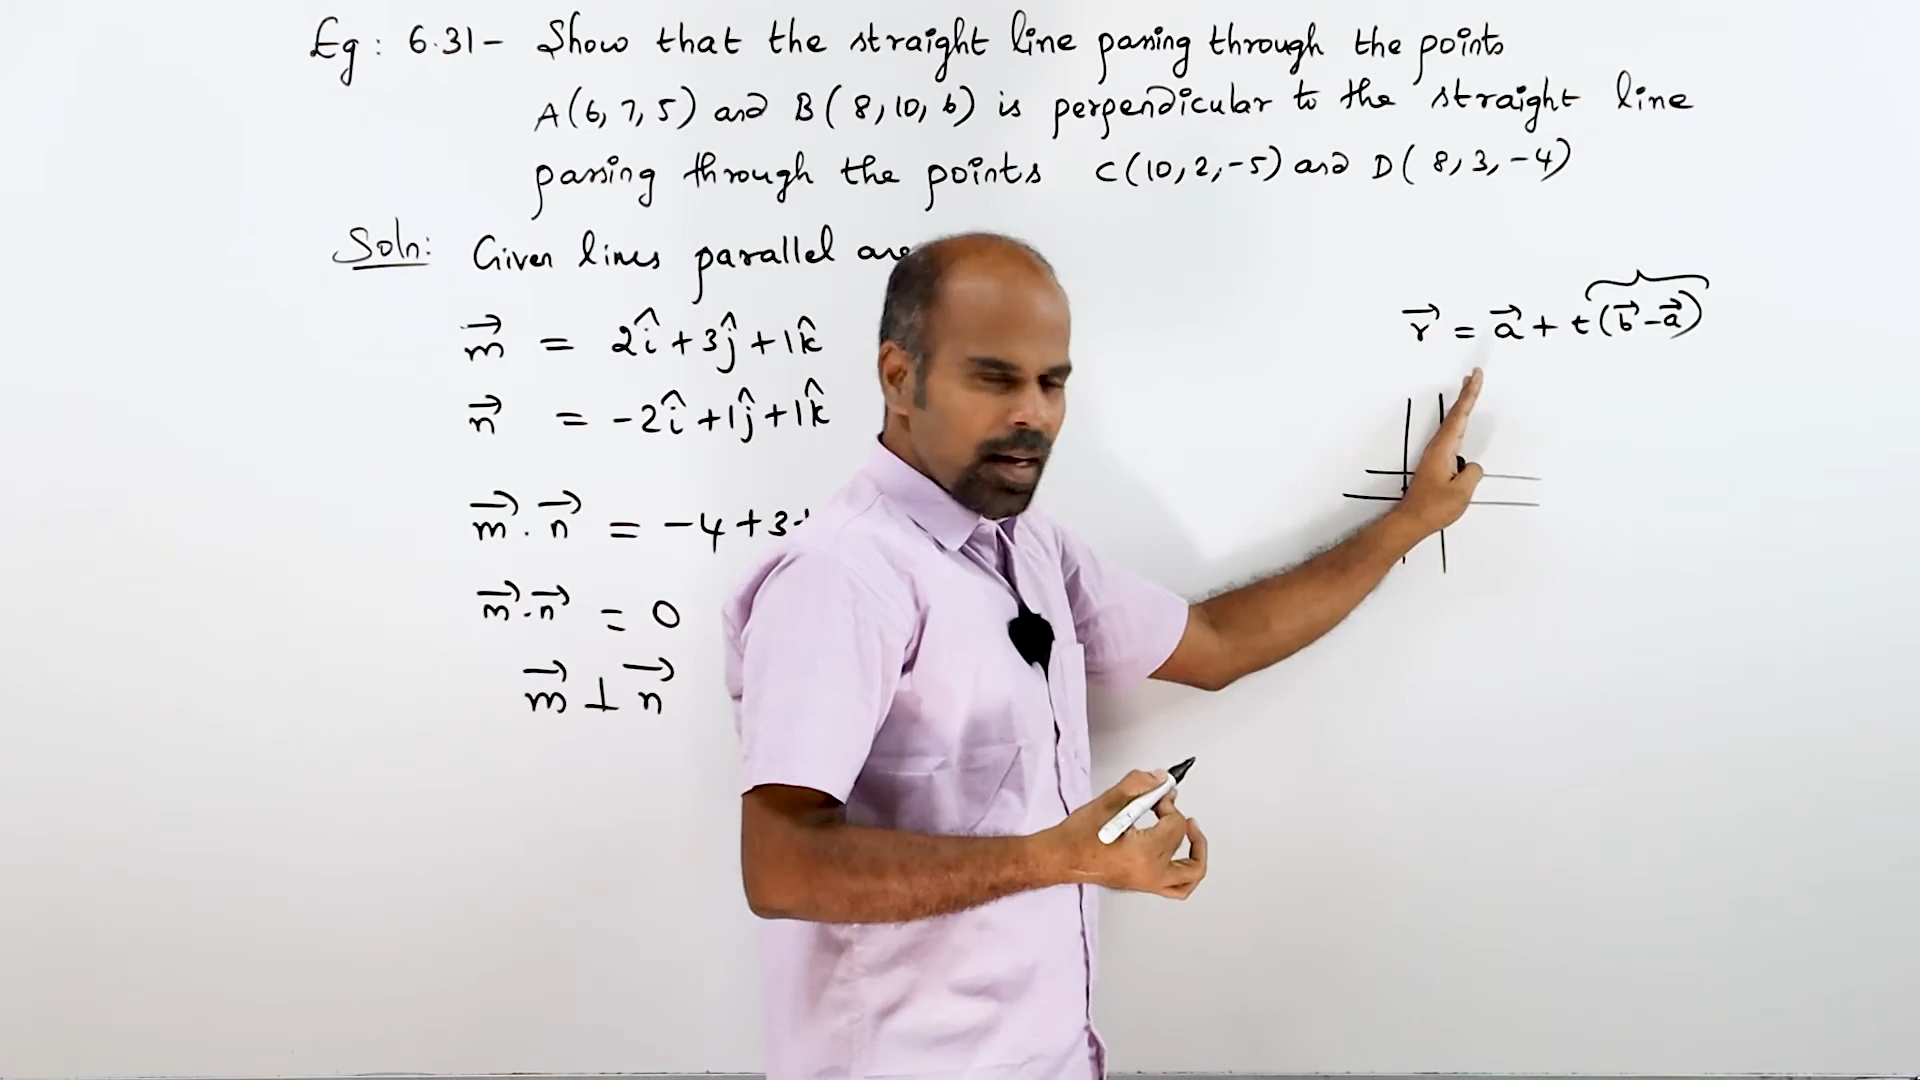 Eg: 6.31 - Show that the straight line passing through the points
A(6, 7, 5) and B(8, 10, 6) is perpendicular to the straight line
passing through the points C(10, 2, -5) and D(8, 3, -4)
Soln: Given lines parallel are
m⃗ = 2î + 3ĵ + 1k̂
n⃗ = -2î + 1ĵ + 1k̂
m⃗ . n⃗ = -4 + 3 +
m⃗ . n⃗ = 0
m⃗ ⊥ n⃗
r⃗ = a⃗ + t(b⃗ - a⃗)